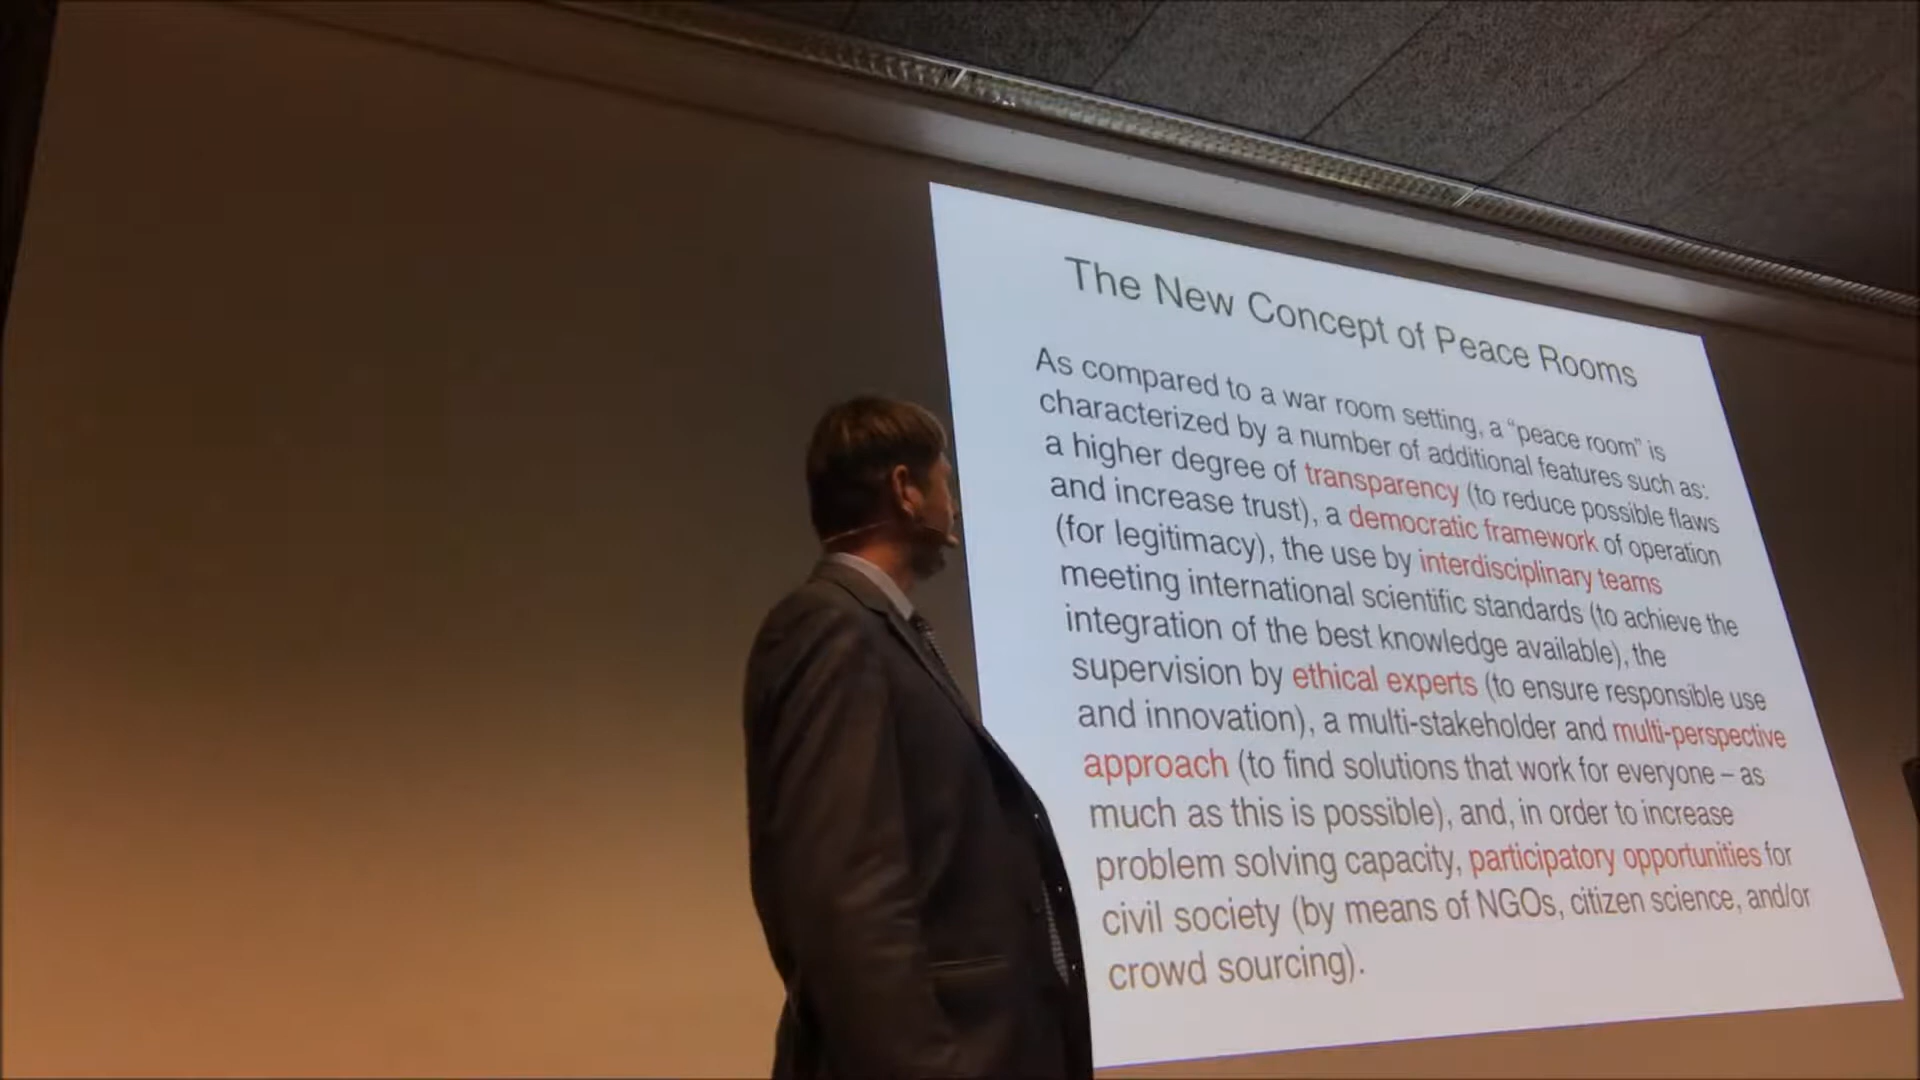 The New Concept of Peace Rooms
As compared to a war room setting, a “peace room” is
characterized by a number of additional features such as:
a higher degree of transparency (to reduce possible flaws
and increase trust), a democratic framework of operation
(for legitimacy), the use by interdisciplinary teams
meeting international scientific standards (to achieve the
integration of the best knowledge available), the
supervision by ethical experts (to ensure responsible use
and innovation), a multi-stakeholder and multi-perspective
approach (to find solutions that work for everyone – as
much as this is possible), and, in order to increase
problem solving capacity, participatory opportunities for
civil society (by means of NGOs, citizen science, and/or
crowd sourcing).